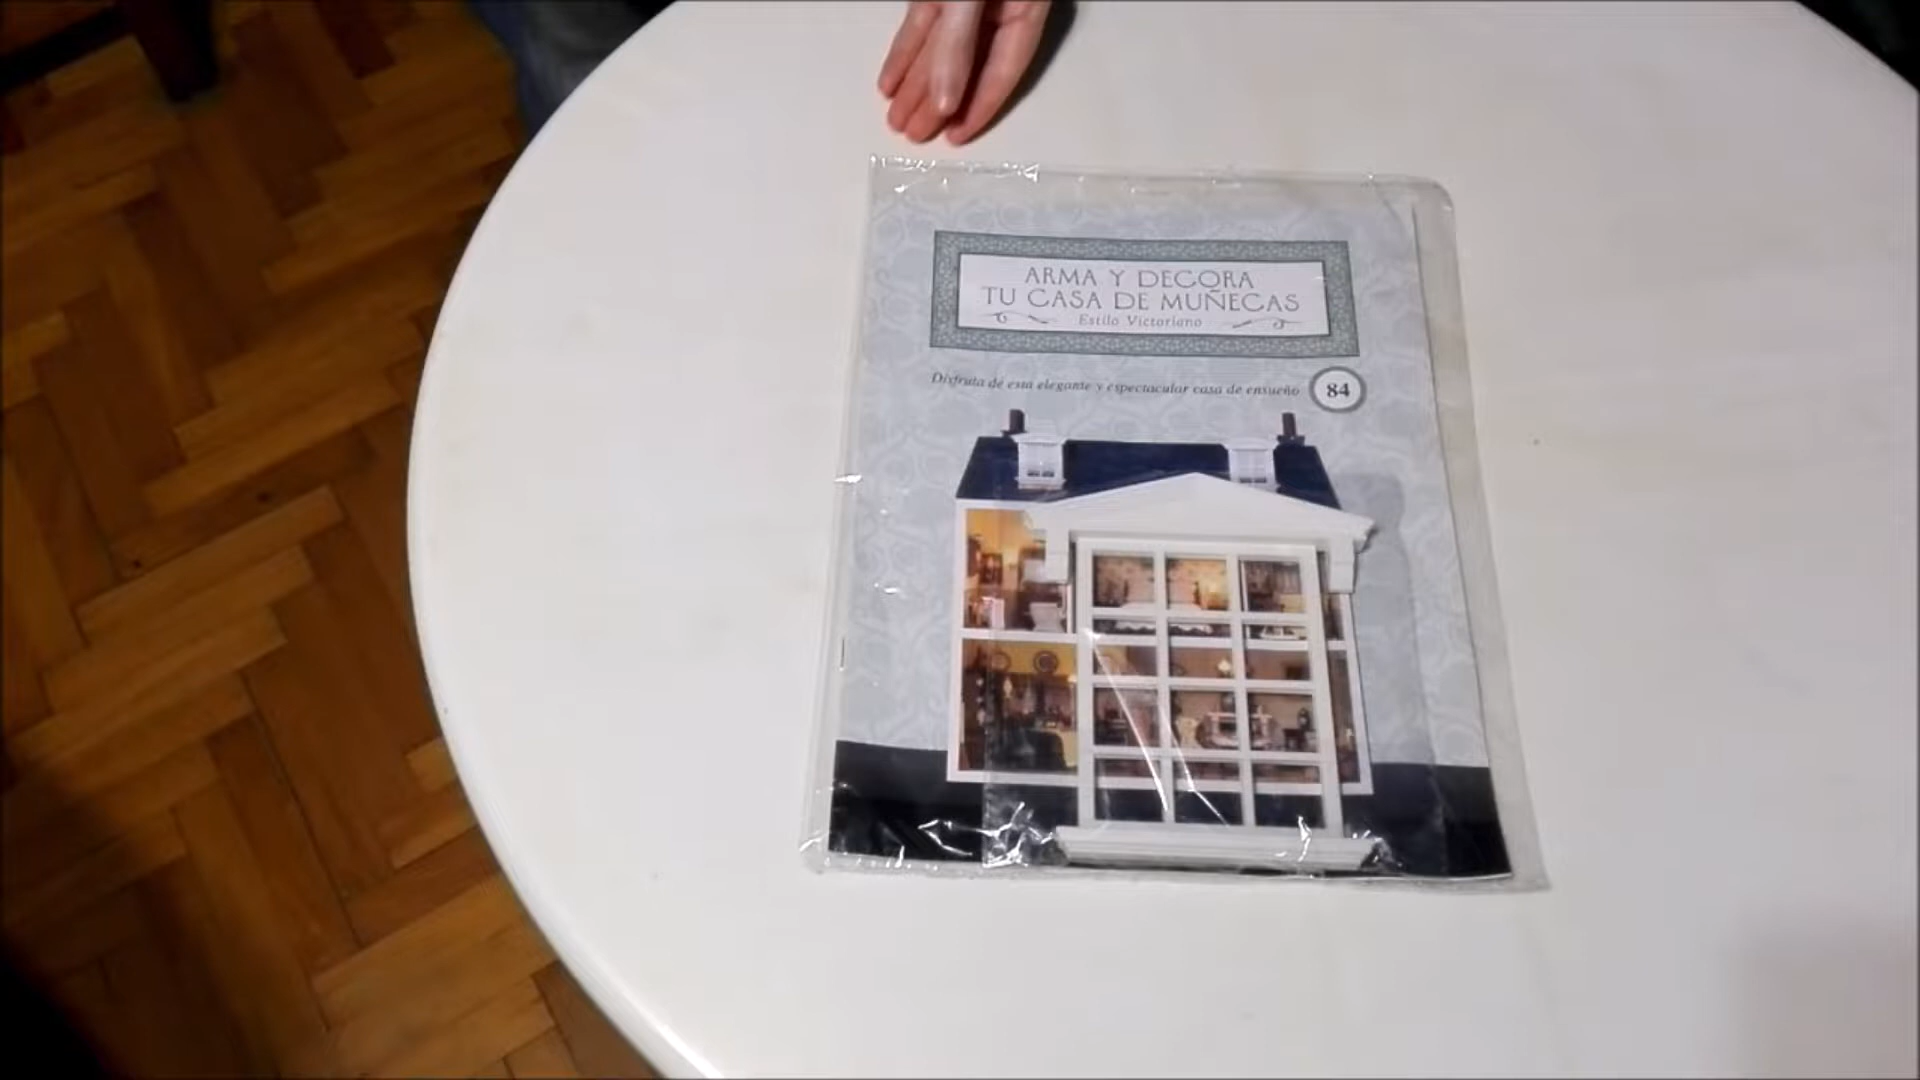 ARMA Y DECORA
TU CASA DE MUÑECAS
Estilo Victoriano
Disfruta de esta elegante y espectacular casa de ensueño
84